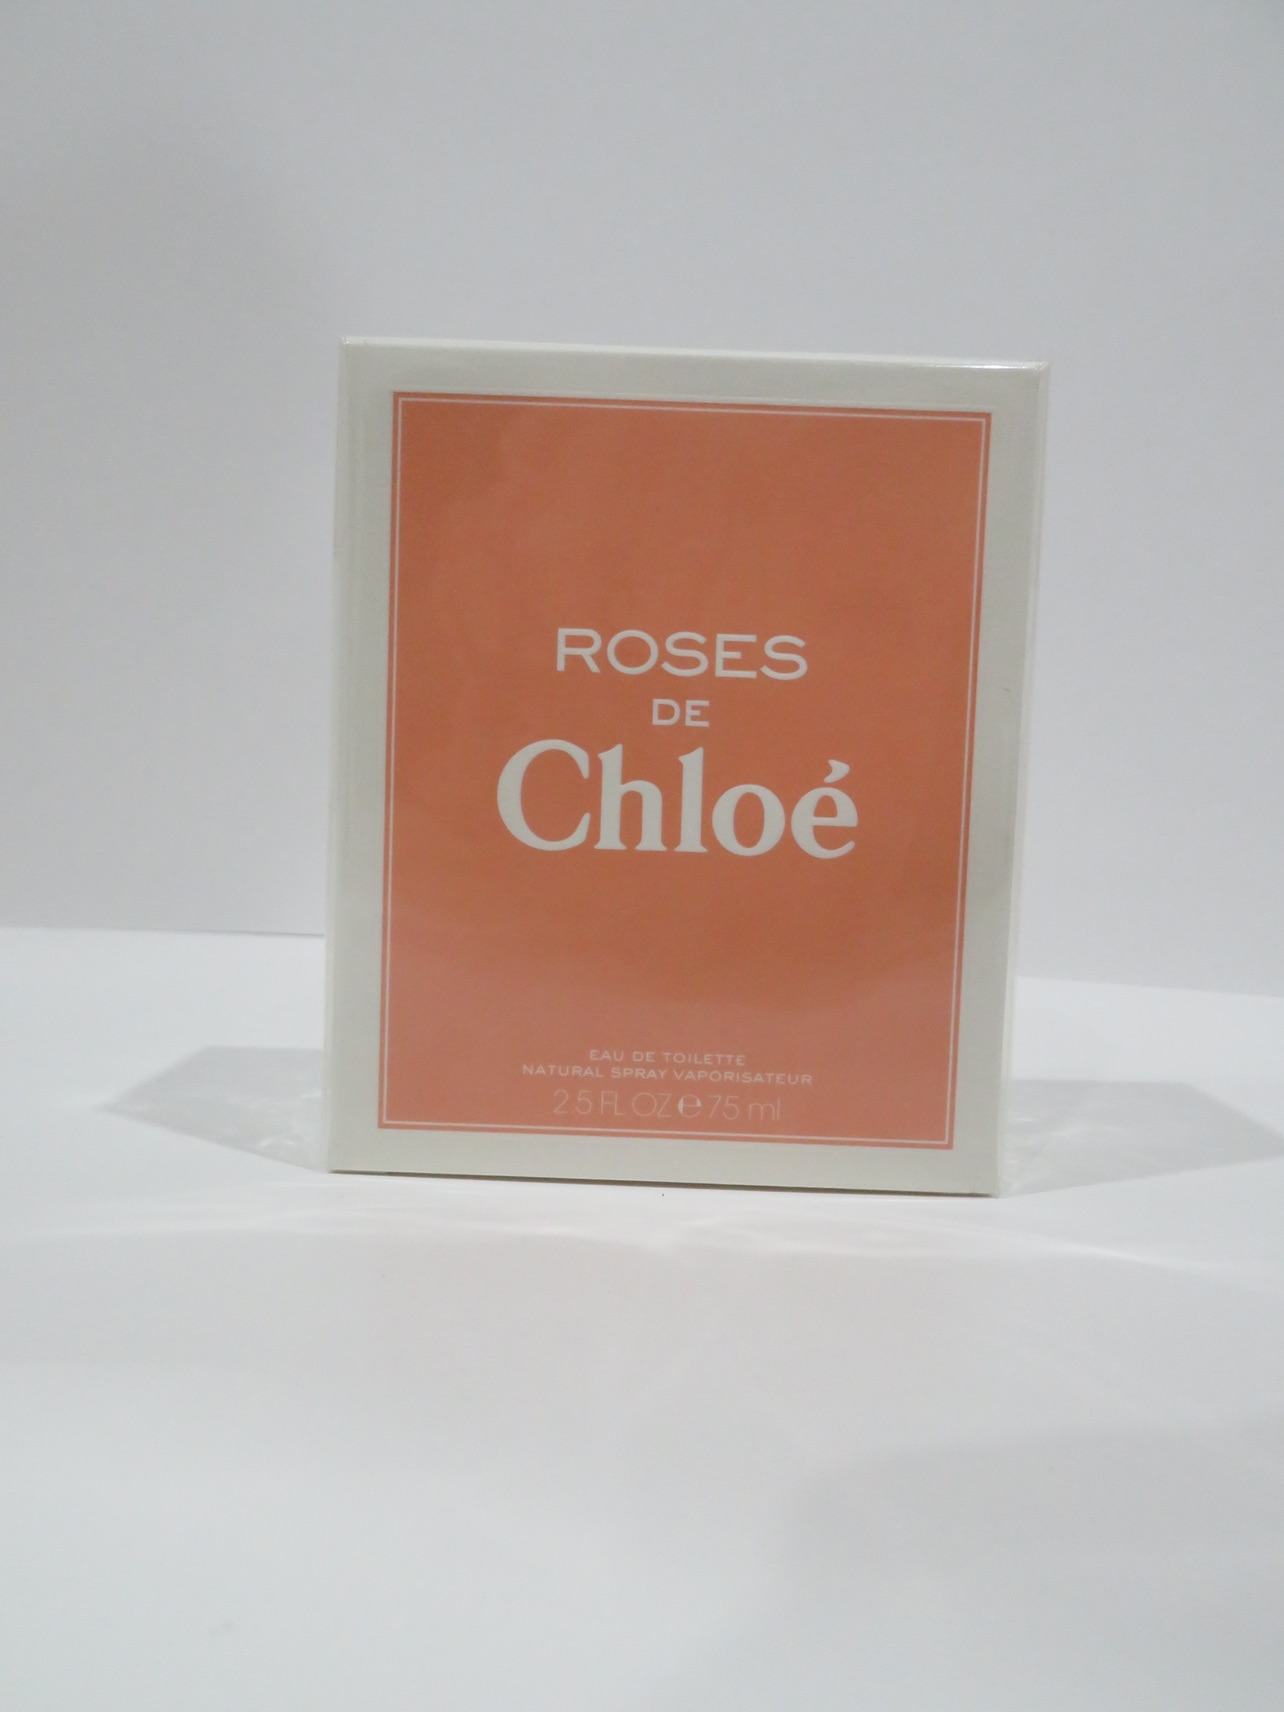 ROSES
DE
Chloé
EAU DE TOILETTE
NATURAL SPRAY VAPORISATEUR
2.5 FL OZ ℮ 75 ml